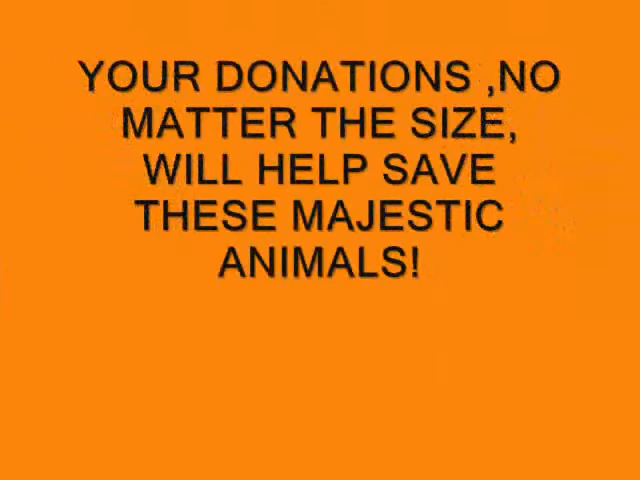 YOUR DONATIONS ,NO
MATTER THE SIZE,
WILL HELP SAVE
THESE MAJESTIC
ANIMALS!